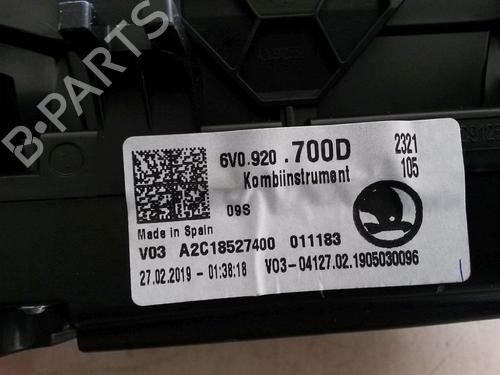 B-PARTS
6V0.920 .700D 2321
Kombiinstrument 105
09S
Made in Spain
V03 A2C18527400 011183
27.02.2019 - 01:38:18 V03-04127.02.1905030096